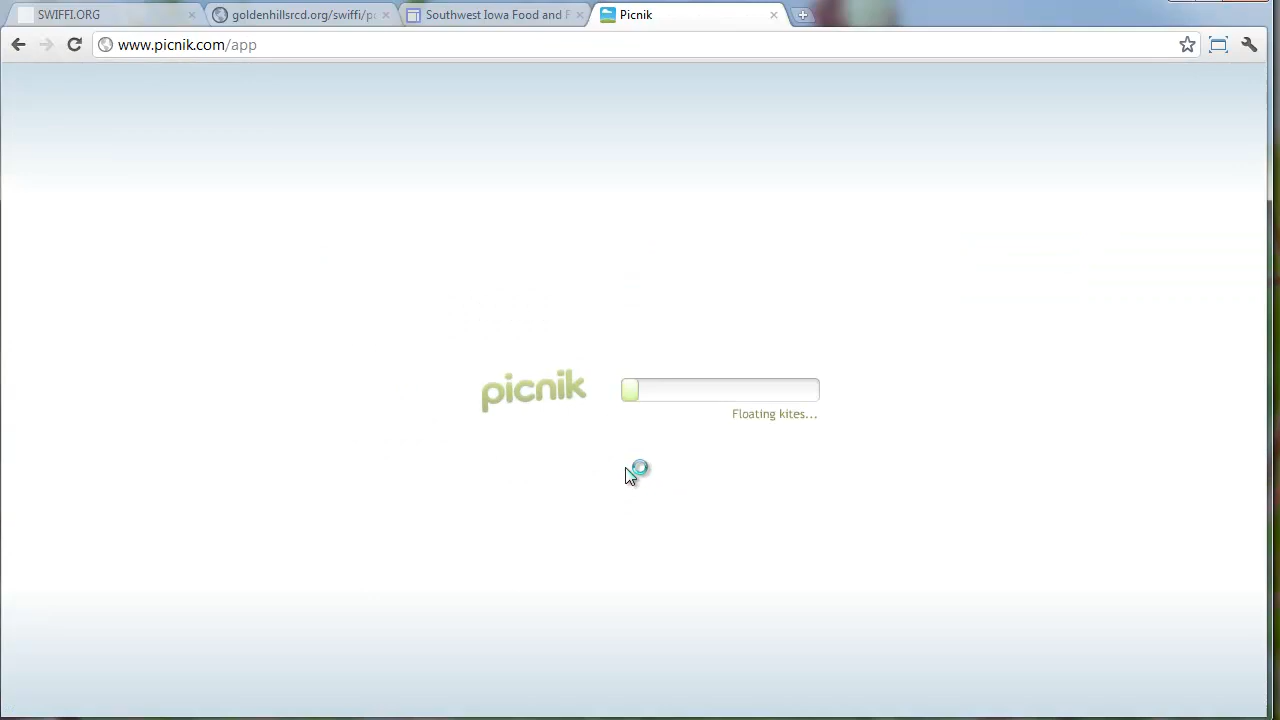 SWIFFI.ORG
goldenhillsrcd.org/swiffi/p
Southwest Iowa Food and F
Picnik
www.picnik.com/app
picnik
Floating kites...